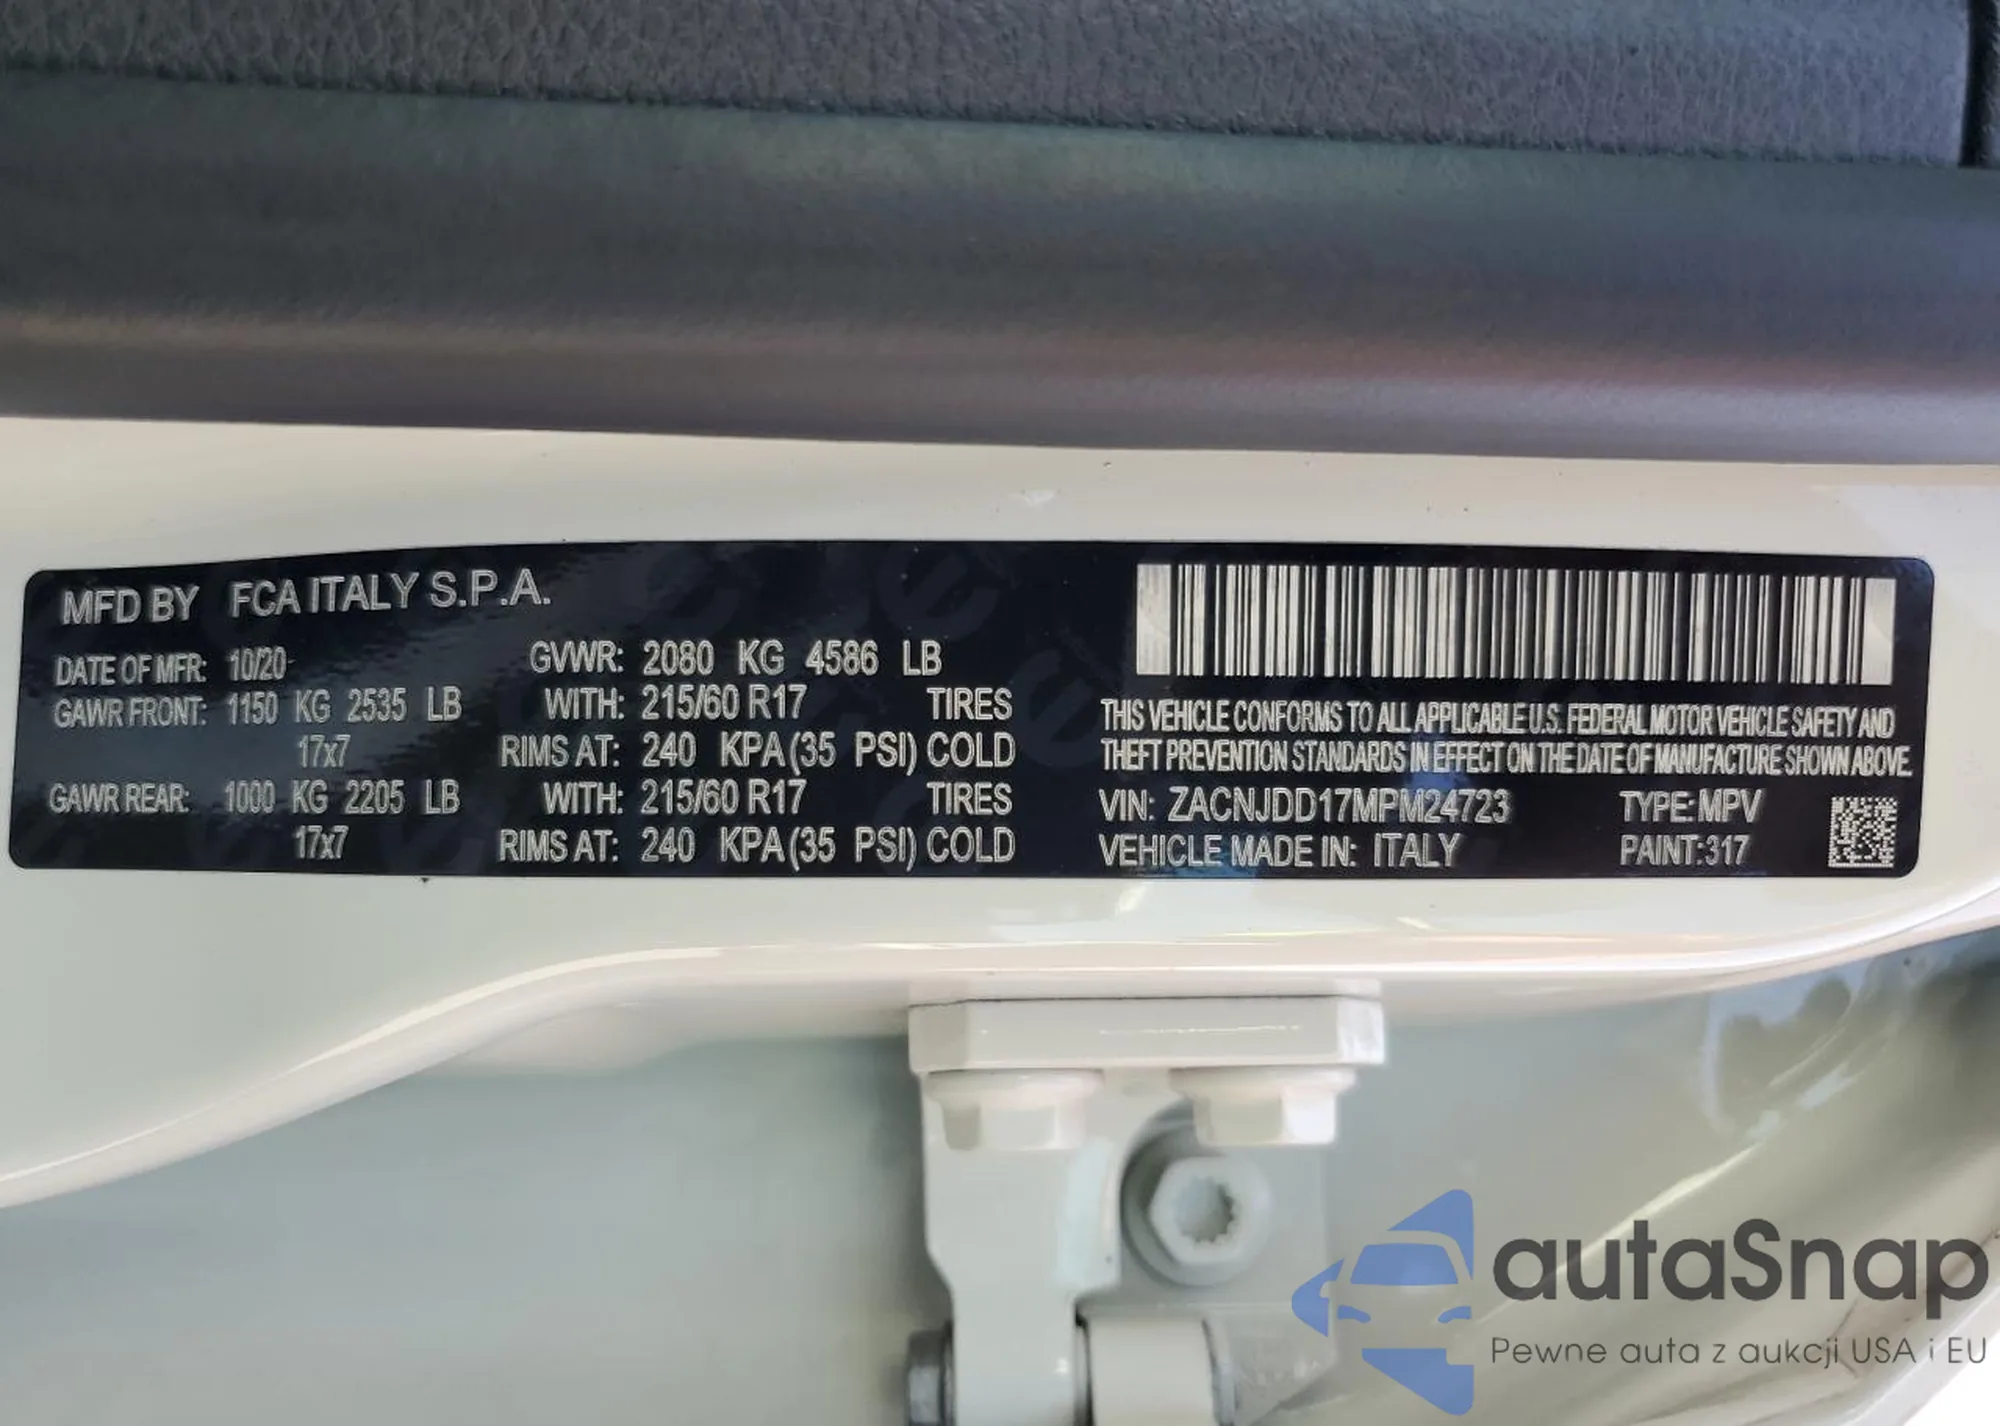 MFD BY FCA ITALY S.P.A.
DATE OF MFR: 10/20
GVWR: 2080 KG 4586 LB
GAWR FRONT: 1150 KG 2535 LB WITH: 215/60 R17 TIRES
17x7 RIMS AT: 240 KPA (35 PSI) COLD
GAWR REAR: 1000 KG 2205 LB WITH: 215/60 R17 TIRES
17x7 RIMS AT: 240 KPA (35 PSI) COLD
THIS VEHICLE CONFORMS TO ALL APPLICABLE U.S. FEDERAL MOTOR VEHICLE SAFETY AND
THEFT PREVENTION STANDARDS IN EFFECT ON THE DATE OF MANUFACTURE SHOWN ABOVE.
VIN: ZACNJDD17MPM24723 TYPE: MPV
VEHICLE MADE IN: ITALY PAINT: 317
autaSnap
Pewne auta z aukcji USA i EU